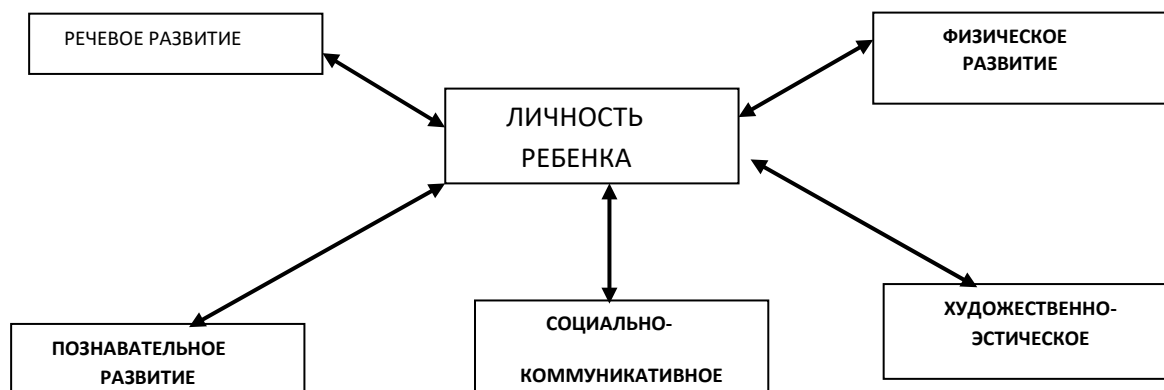 РЕЧЕВОЕ РАЗВИТИЕ
ФИЗИЧЕСКОЕ
РАЗВИТИЕ
ЛИЧНОСТЬ
РЕБЕНКА
ПОЗНАВАТЕЛЬНОЕ
РАЗВИТИЕ
СОЦИАЛЬНО-
КОММУНИКАТИВНОЕ
ХУДОЖЕСТВЕННО-
ЭСТИЧЕСКОЕ